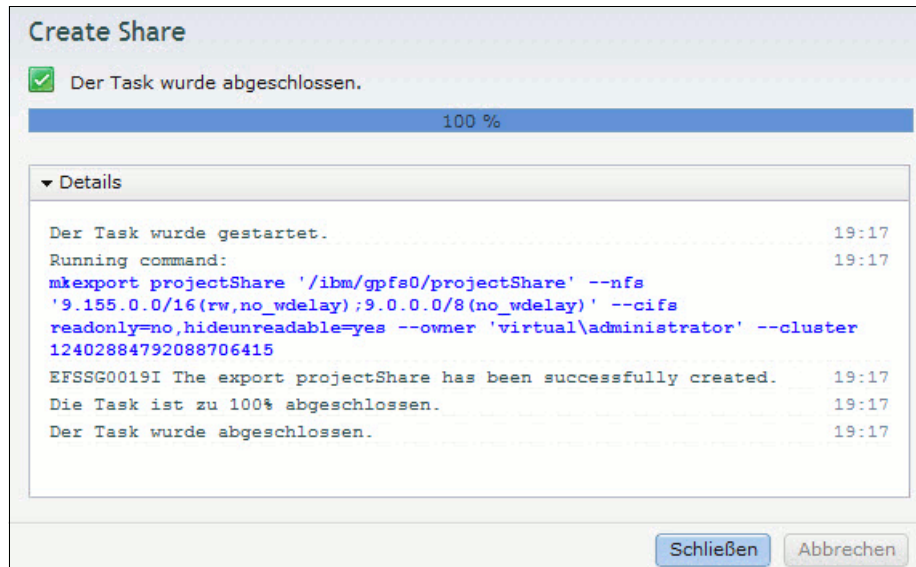 Create Share
Der Task wurde abgeschlossen.
100 %
Details
Der Task wurde gestartet. 19:17
Running command: 19:17
mkexport projectShare '/ibm/gpfs0/projectShare' --nfs
'9.155.0.0/16(rw,no_wdelay);9.0.0.0/8(no_wdelay)' --cifs
readonly=no,hideunreadable=yes --owner 'virtual\administrator' --cluster
12402884792088706415
EFSSG0019I The export projectShare has been successfully created. 19:17
Die Task ist zu 100% abgeschlossen. 19:17
Der Task wurde abgeschlossen. 19:17
Schließen Abbrechen